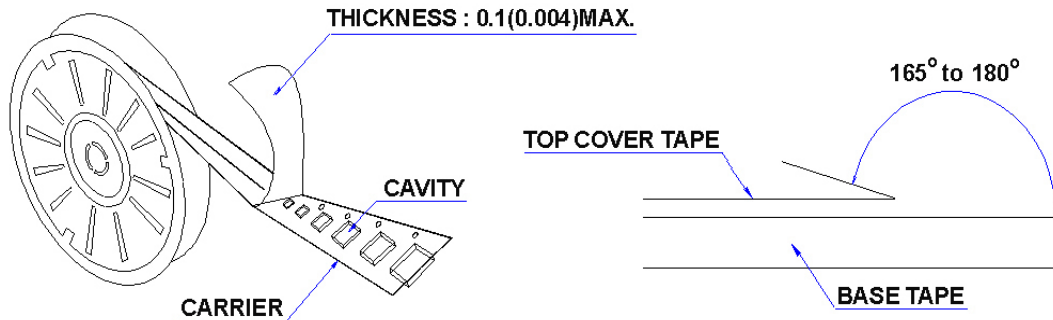 THICKNESS : 0.1(0.004)MAX.
165° to 180°
TOP COVER TAPE
CAVITY
CARRIER
BASE TAPE